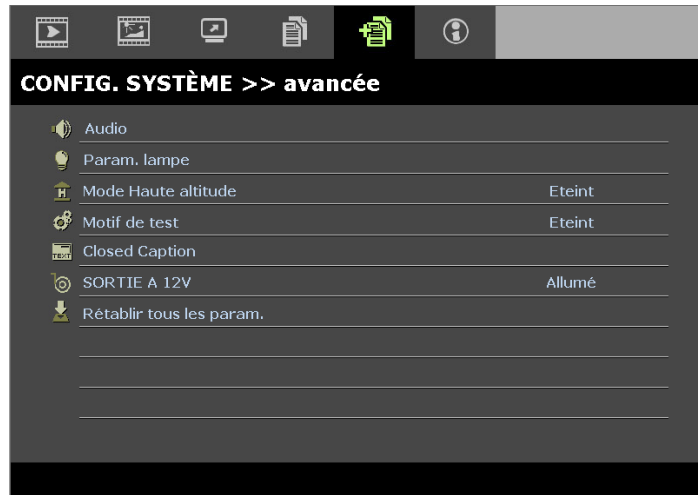 CONFIG. SYSTÈME >> avancée
Audio
Param. lampe
H Mode Haute altitude Eteint
Motif de test Eteint
TEXT Closed Caption
SORTIE A 12V Allumé
Rétablir tous les param.